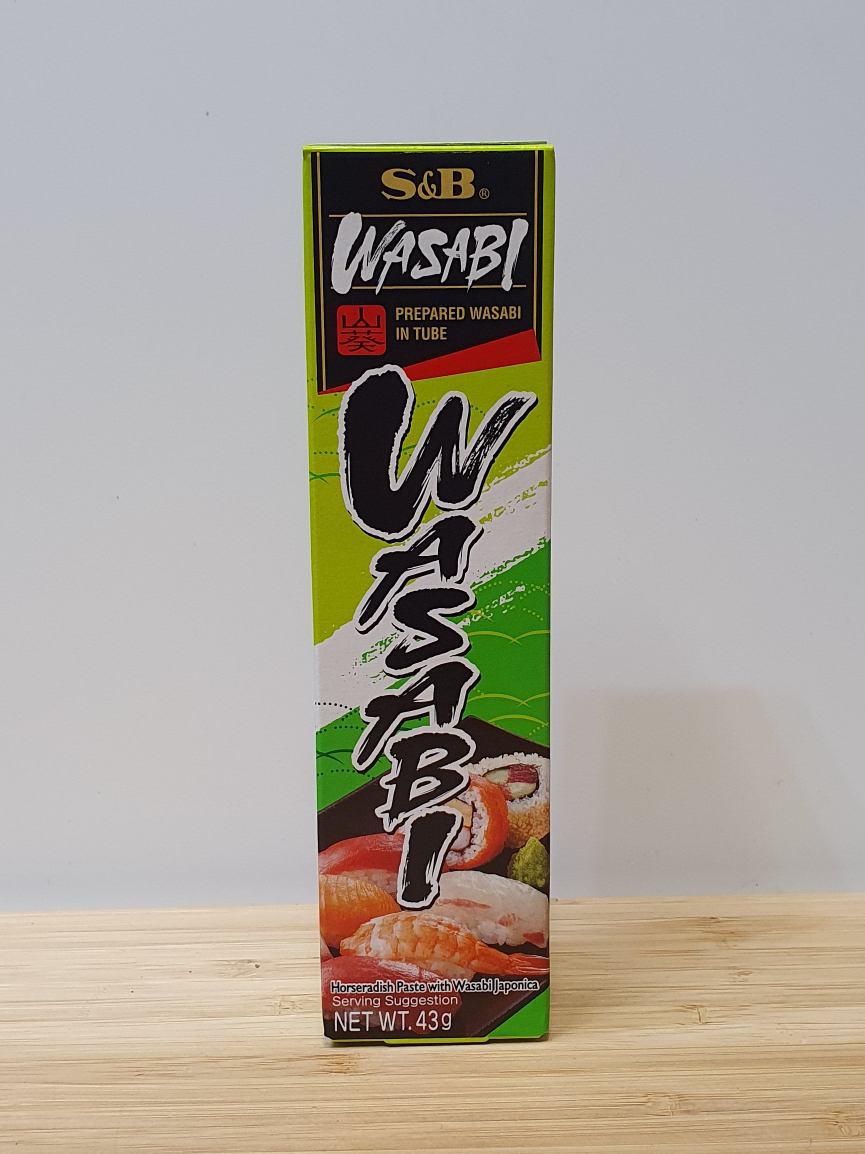 S&B®
WASABI
山葵
PREPARED WASABI
IN TUBE
WASABI
Horseradish Paste with Wasabi Japonica
Serving Suggestion
NET WT. 43g